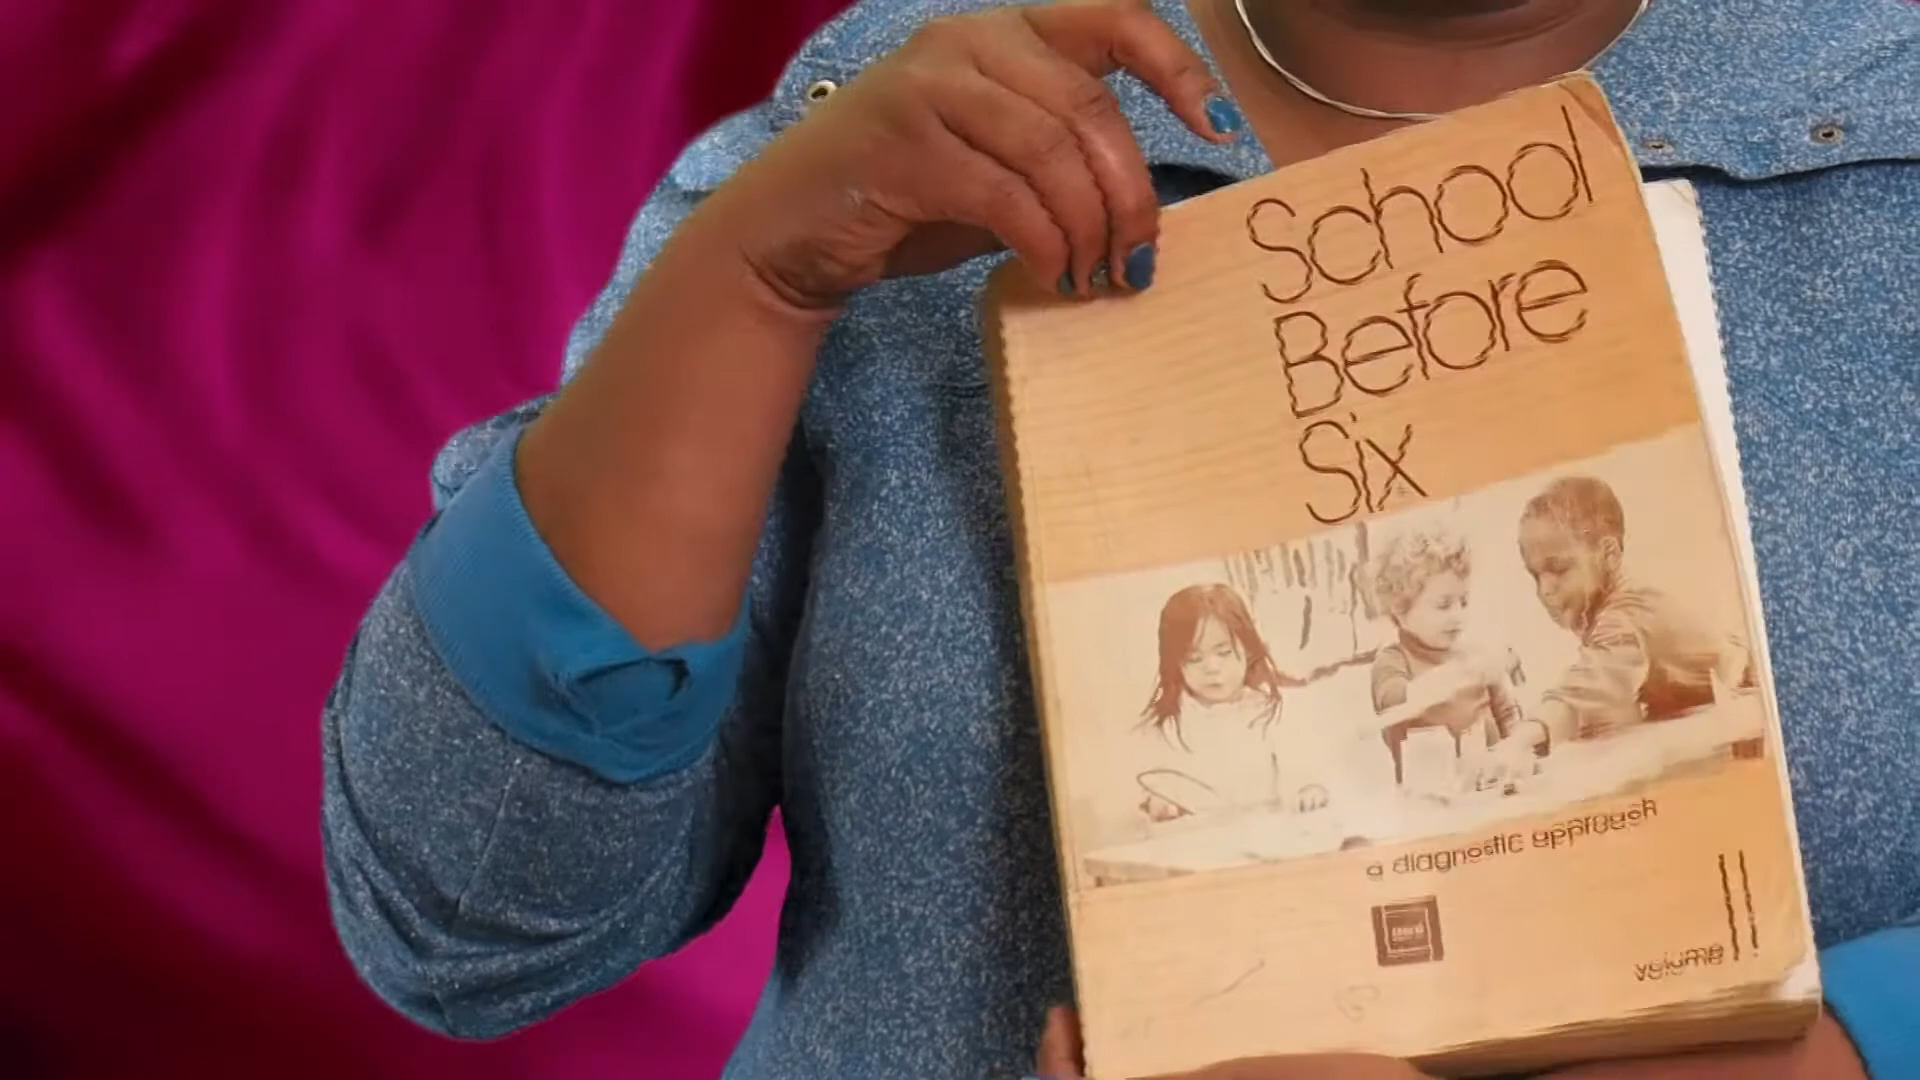 School
Before
Six
a diagnostic approach
volume II